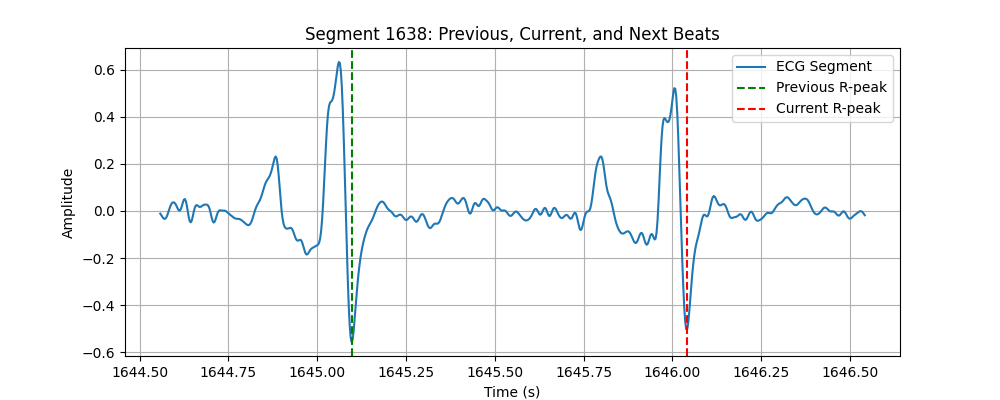 Segment 1638: Previous, Current, and Next Beats
ECG Segment
Previous R-peak
Current R-peak
Amplitude
0.6
0.4
0.2
0.0
−0.2
−0.4
−0.6
1644.50 1644.75 1645.00 1645.25 1645.50 1645.75 1646.00 1646.25 1646.50
Time (s)